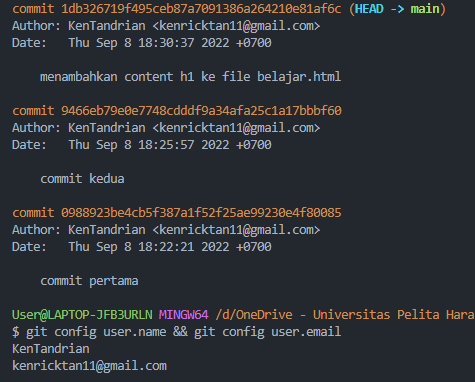 commit 1db326719f495ceb87a7091386a264210e81af6c (HEAD -> main)
Author: KenTandrian <kenricktan11@gmail.com>
Date:   Thu Sep 8 18:30:37 2022 +0700
menambahkan content h1 ke file belajar.html
commit 9466eb79e0e7748cdddf9a34afa25c1a17bbbf60
Author: KenTandrian <kenricktan11@gmail.com>
Date:   Thu Sep 8 18:25:57 2022 +0700
commit kedua
commit 0988923be4cb5f387a1f52f25ae99230e4f80085
Author: KenTandrian <kenricktan11@gmail.com>
Date:   Thu Sep 8 18:22:21 2022 +0700
commit pertama
User@LAPTOP-JFB3URLN MINGW64 /d/OneDrive - Universitas Pelita Hara
$ git config user.name && git config user.email
KenTandrian
kenricktan11@gmail.com